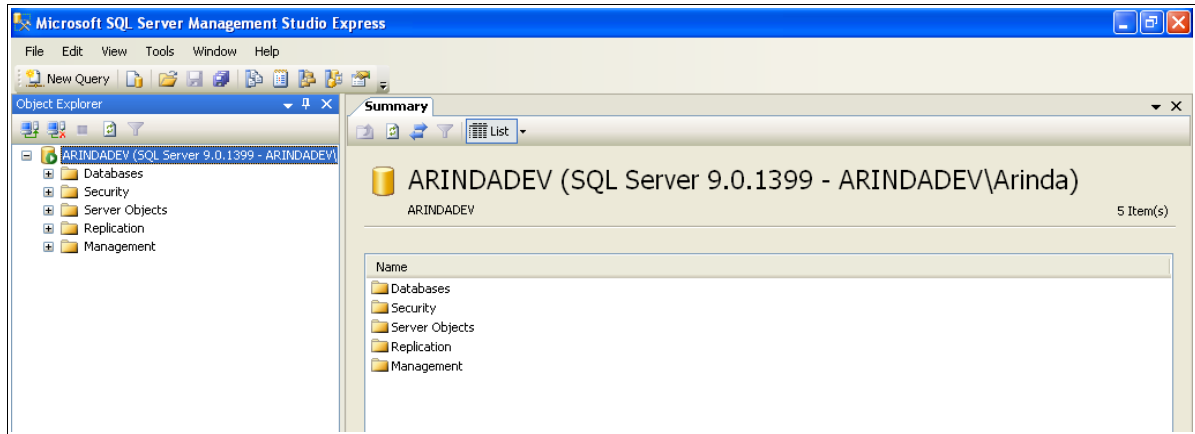 Microsoft SQL Server Management Studio Express
File Edit View Tools Window Help
New Query
Object Explorer
ARINDADEV (SQL Server 9.0.1399 - ARINDADEV\
Databases
Security
Server Objects
Replication
Management
Summary
List
ARINDADEV (SQL Server 9.0.1399 - ARINDADEV\Arinda)
ARINDADEV 5 Item(s)
Name
Databases
Security
Server Objects
Replication
Management